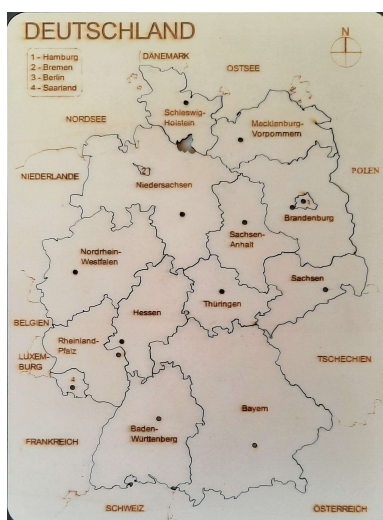 DEUTSCHLAND
1 - Hamburg
2 - Bremen
3 - Berlin
4 - Saarland
N
DÄNEMARK
OSTSEE
NORDSEE
Schleswig-
Holstein
Mecklenburg-
Vorpommern
NIEDERLANDE
2
Niedersachsen
POLEN
3
Brandenburg
Sachsen-
Anhalt
Nordrhein-
Westfalen
Sachsen
Thüringen
Hessen
BELGIEN
Rheinland-
Pfalz
LUXEM-
BURG
TSCHECHIEN
4
Baden-
Württemberg
Bayern
FRANKREICH
SCHWEIZ
ÖSTERREICH